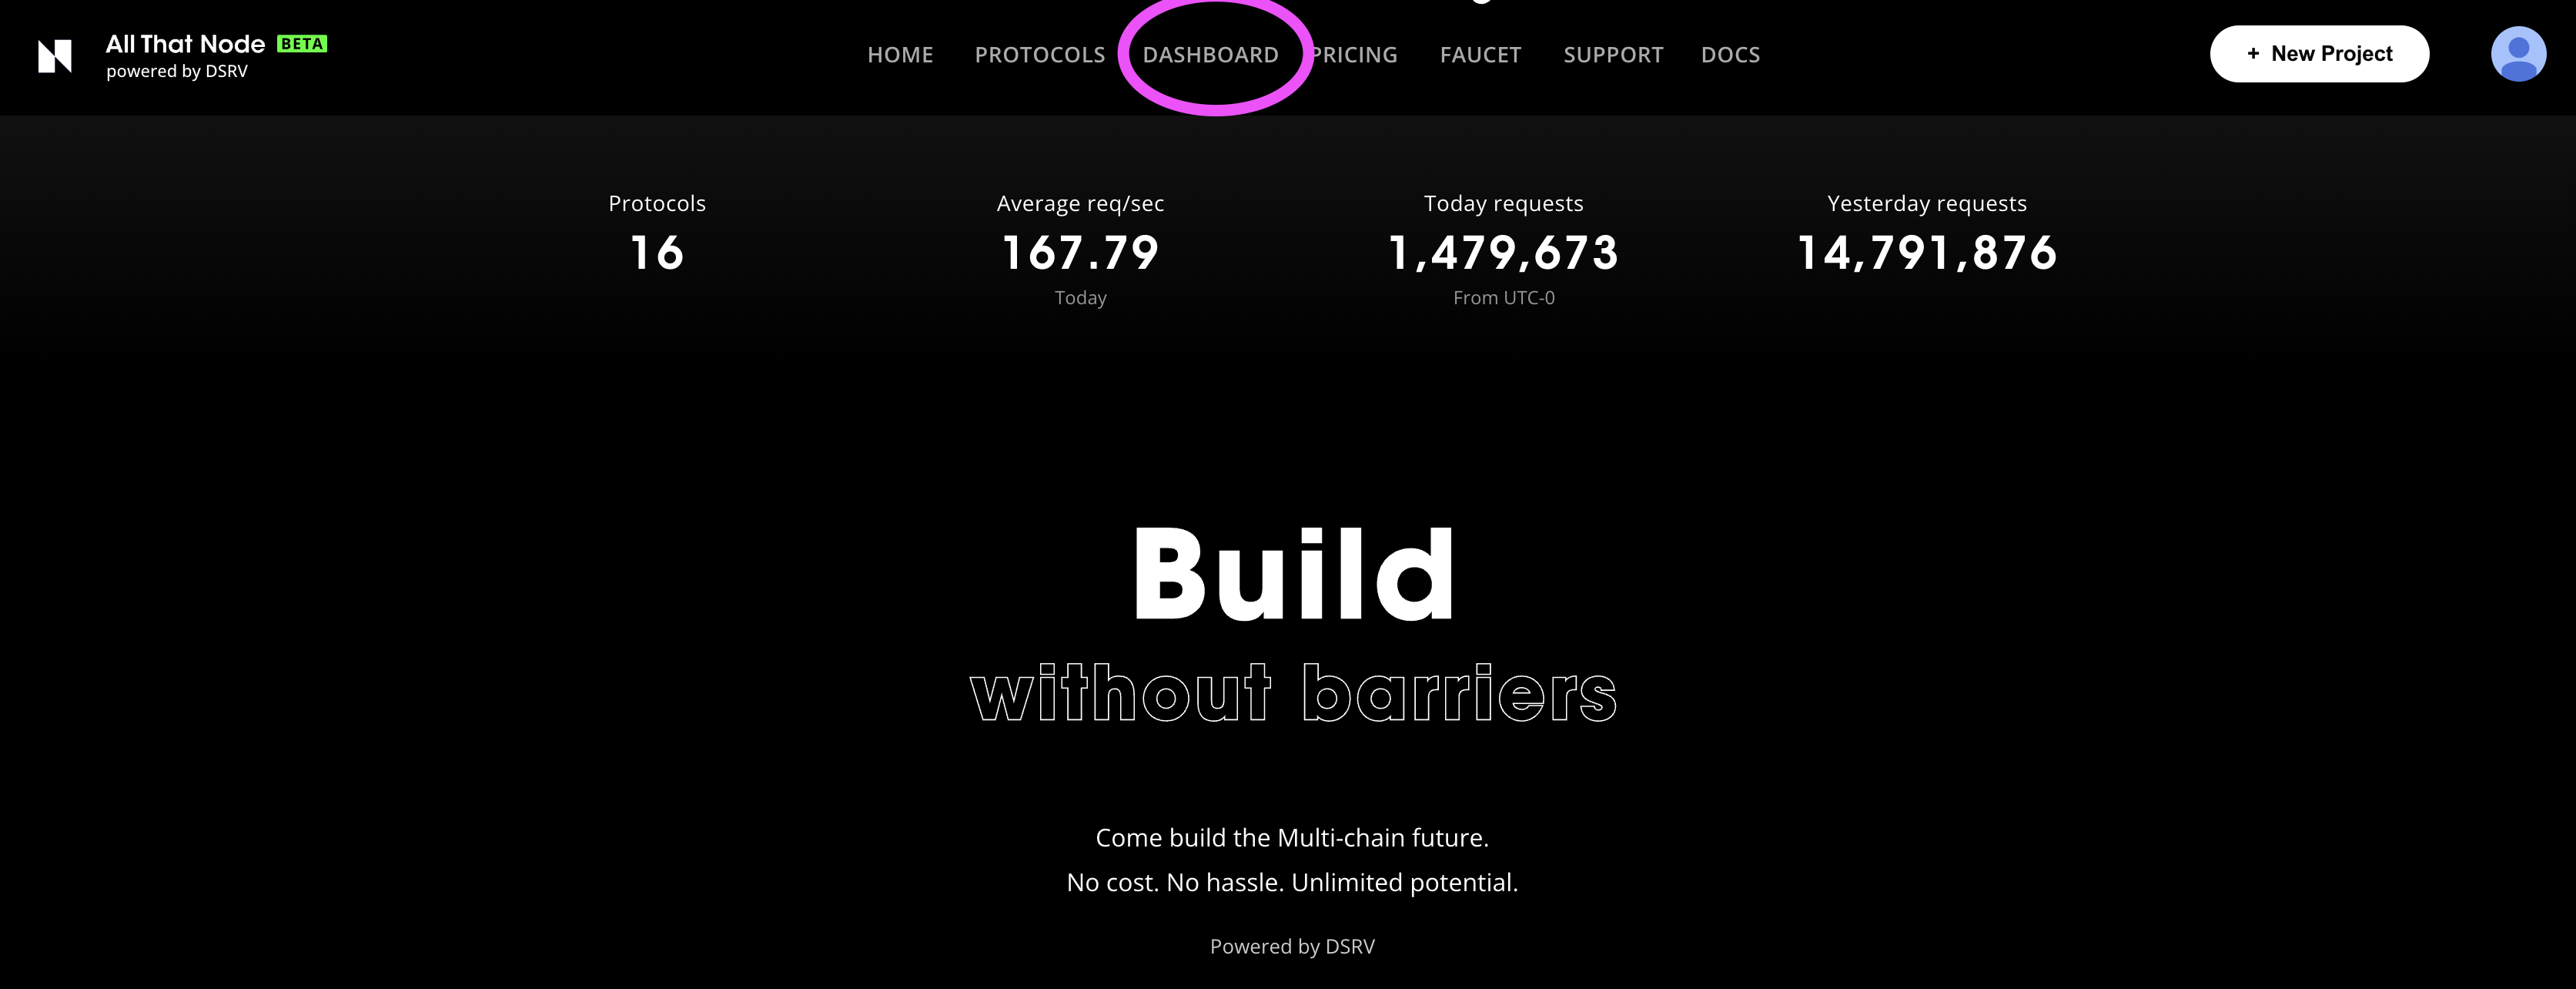 All That Node BETA
powered by DSRV
HOME PROTOCOLS DASHBOARD PRICING FAUCET SUPPORT DOCS
+ New Project
Protocols
16
Average req/sec
167.79
Today
Today requests
1,479,673
From UTC-0
Yesterday requests
14,791,876
Build
without barriers
Come build the Multi-chain future.
No cost. No hassle. Unlimited potential.
Powered by DSRV